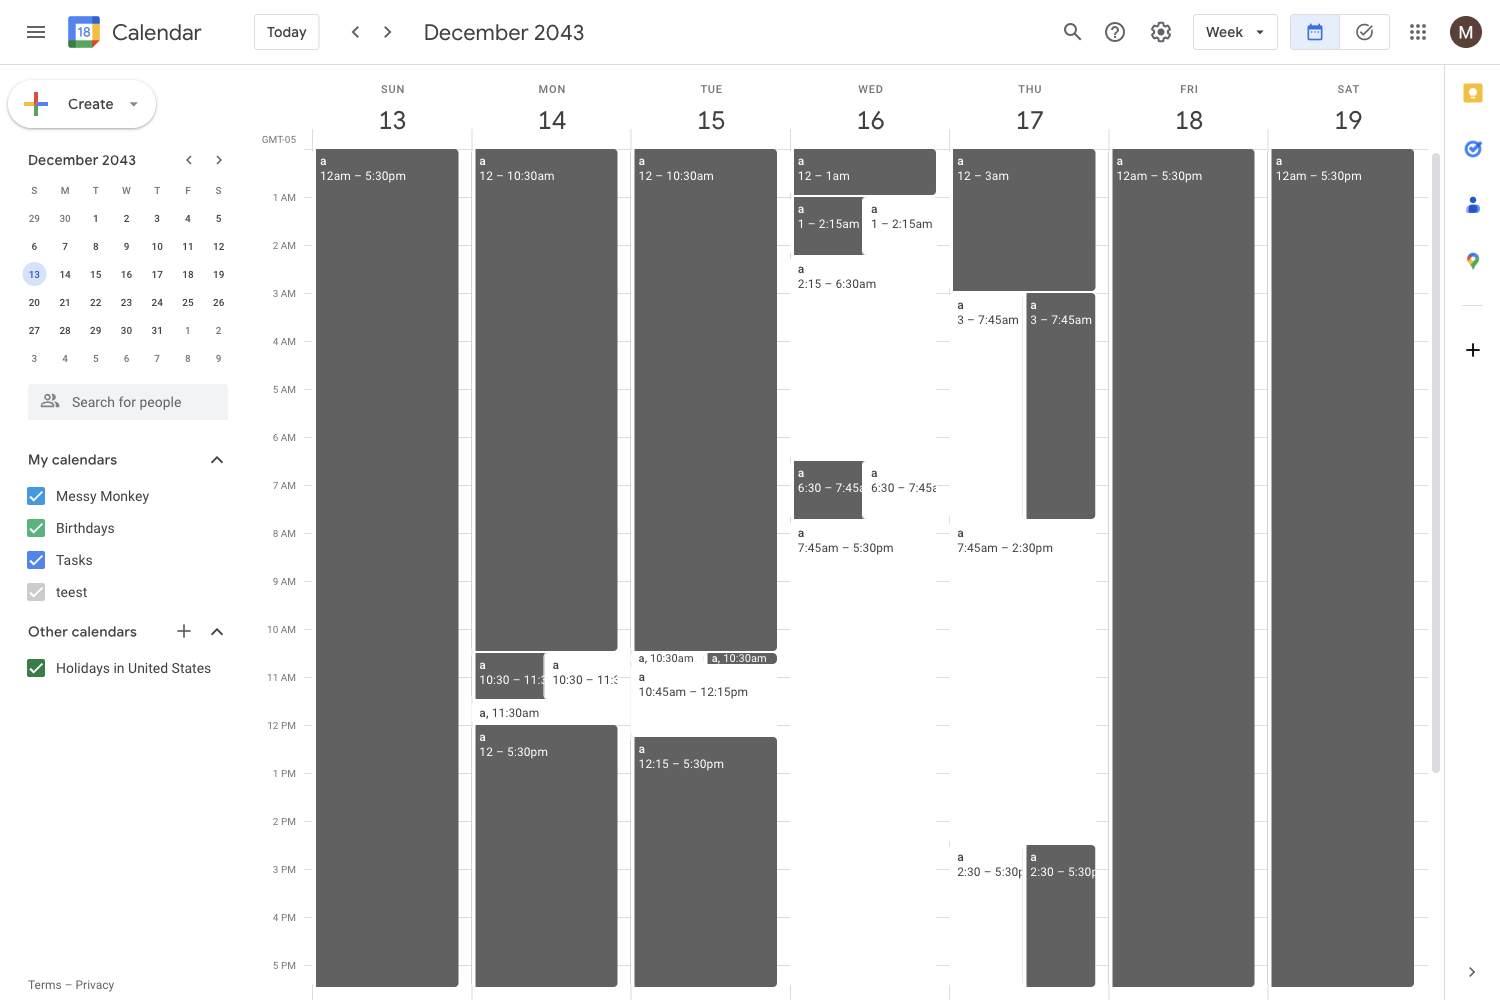 18 Calendar Today December 2043 Week M
Create
December 2043
S M T W T F S
29 30 1 2 3 4 5
6 7 8 9 10 11 12
13 14 15 16 17 18 19
20 21 22 23 24 25 26
27 28 29 30 31 1 2
3 4 5 6 7 8 9
Search for people
My calendars
Messy Monkey
Birthdays
Tasks
teest
Other calendars
Holidays in United States
Terms – Privacy
SUN MON TUE WED THU FRI SAT
13 14 15 16 17 18 19
GMT-05
1 AM
2 AM
3 AM
4 AM
5 AM
6 AM
7 AM
8 AM
9 AM
10 AM
11 AM
12 PM
1 PM
2 PM
3 PM
4 PM
5 PM
a
12am – 5:30pm
a
12 – 10:30am
a
10:30 – 11:3
a
10:30 – 11:3
a, 11:30am
a
12 – 5:30pm
a
12 – 10:30am
a, 10:30am
a, 10:30am
a
10:45am – 12:15pm
a
12:15 – 5:30pm
a
12 – 1am
a
1 – 2:15am
a
1 – 2:15am
a
2:15 – 6:30am
a
6:30 – 7:45a
a
6:30 – 7:45a
a
7:45am – 5:30pm
a
12 – 3am
a
3 – 7:45am
a
3 – 7:45am
a
7:45am – 2:30pm
a
2:30 – 5:30p
a
2:30 – 5:30p
a
12am – 5:30pm
a
12am – 5:30pm